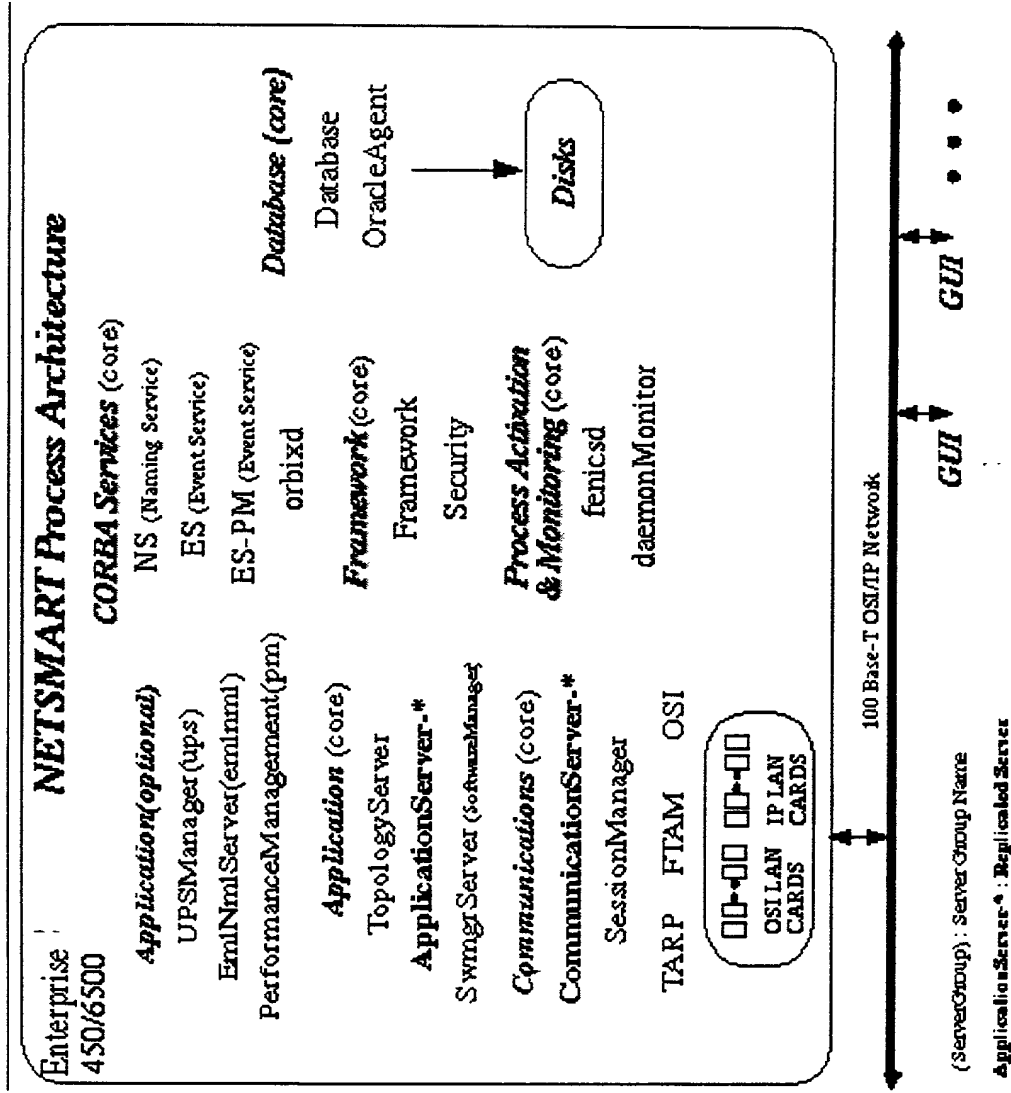 Enterprise
450/6500
NETSMART Process Architecture
Application(optional)
UPSManager(ups)
EmlNmlServer(emlnml)
PerformanceManagement(pm)
Application (core)
TopologyServer
ApplicationServer-*
SwmgrServer (SoftwareManager)
Communications (core)
CommunicationServer-*
SessionManager
TARP FTAM OSI
OSI LAN CARDS
IP LAN CARDS
CORBA Services (core)
NS (Naming Service)
ES (Event Service)
ES-PM (Event Service)
orbixd
Framework (core)
Framework
Security
Process Activation
& Monitoring (core)
fenicsd
daemonMonitor
Database (core)
Database
OracleAgent
Disks
100 Base-T OSI/IP Network
GUI
GUI
(ServerGroup) : Server Group Name
ApplicationServer-* : Replicated Server